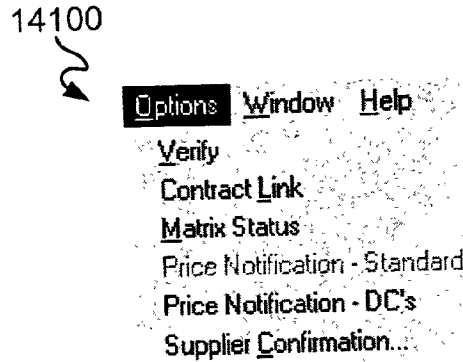 14100
Options Window Help
Verify
Contract Link
Matrix Status
Price Notification - Standard
Price Notification - DC's
Supplier Confirmation...